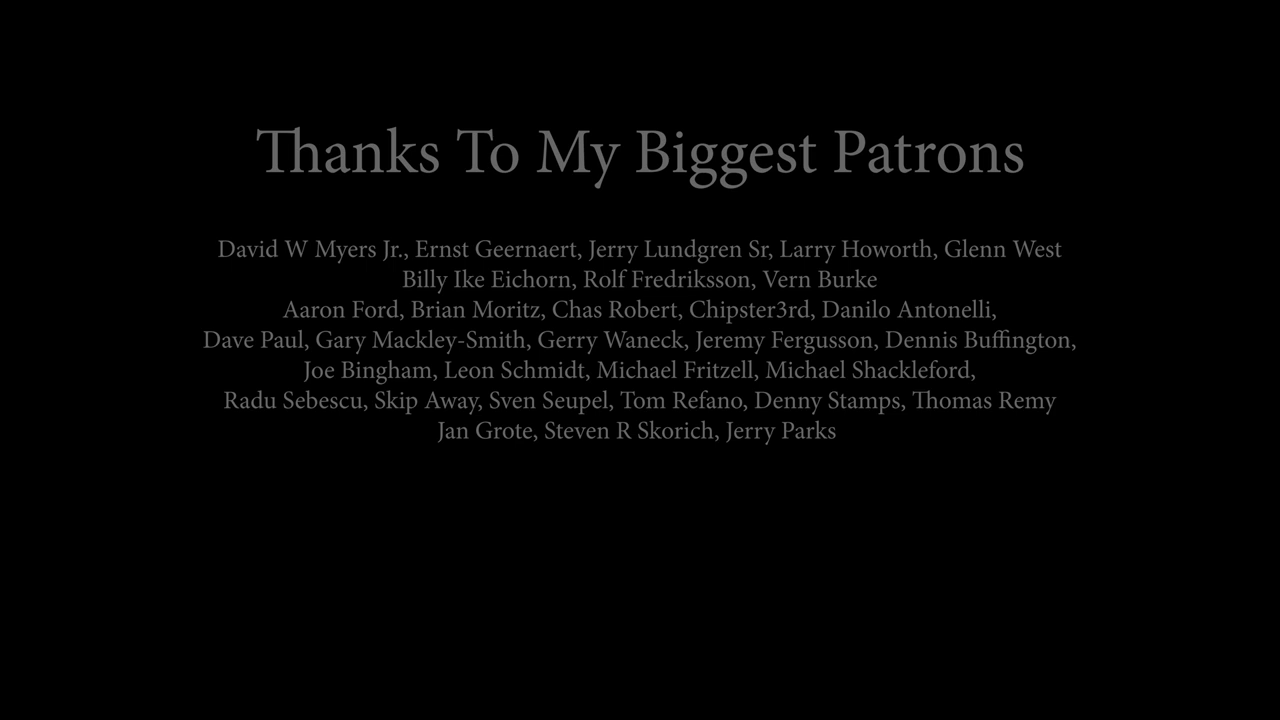 Thanks To My Biggest Patrons
David W Myers Jr., Ernst Geernaert, Jerry Lundgren Sr, Larry Howorth, Glenn West
Billy Ike Eichorn, Rolf Fredriksson, Vern Burke
Aaron Ford, Brian Moritz, Chas Robert, Chipster3rd, Danilo Antonelli,
Dave Paul, Gary Mackley-Smith, Gerry Waneck, Jeremy Fergusson, Dennis Buffington,
Joe Bingham, Leon Schmidt, Michael Fritzell, Michael Shackleford,
Radu Sebescu, Skip Away, Sven Seupel, Tom Refano, Denny Stamps, Thomas Remy
Jan Grote, Steven R Skorich, Jerry Parks